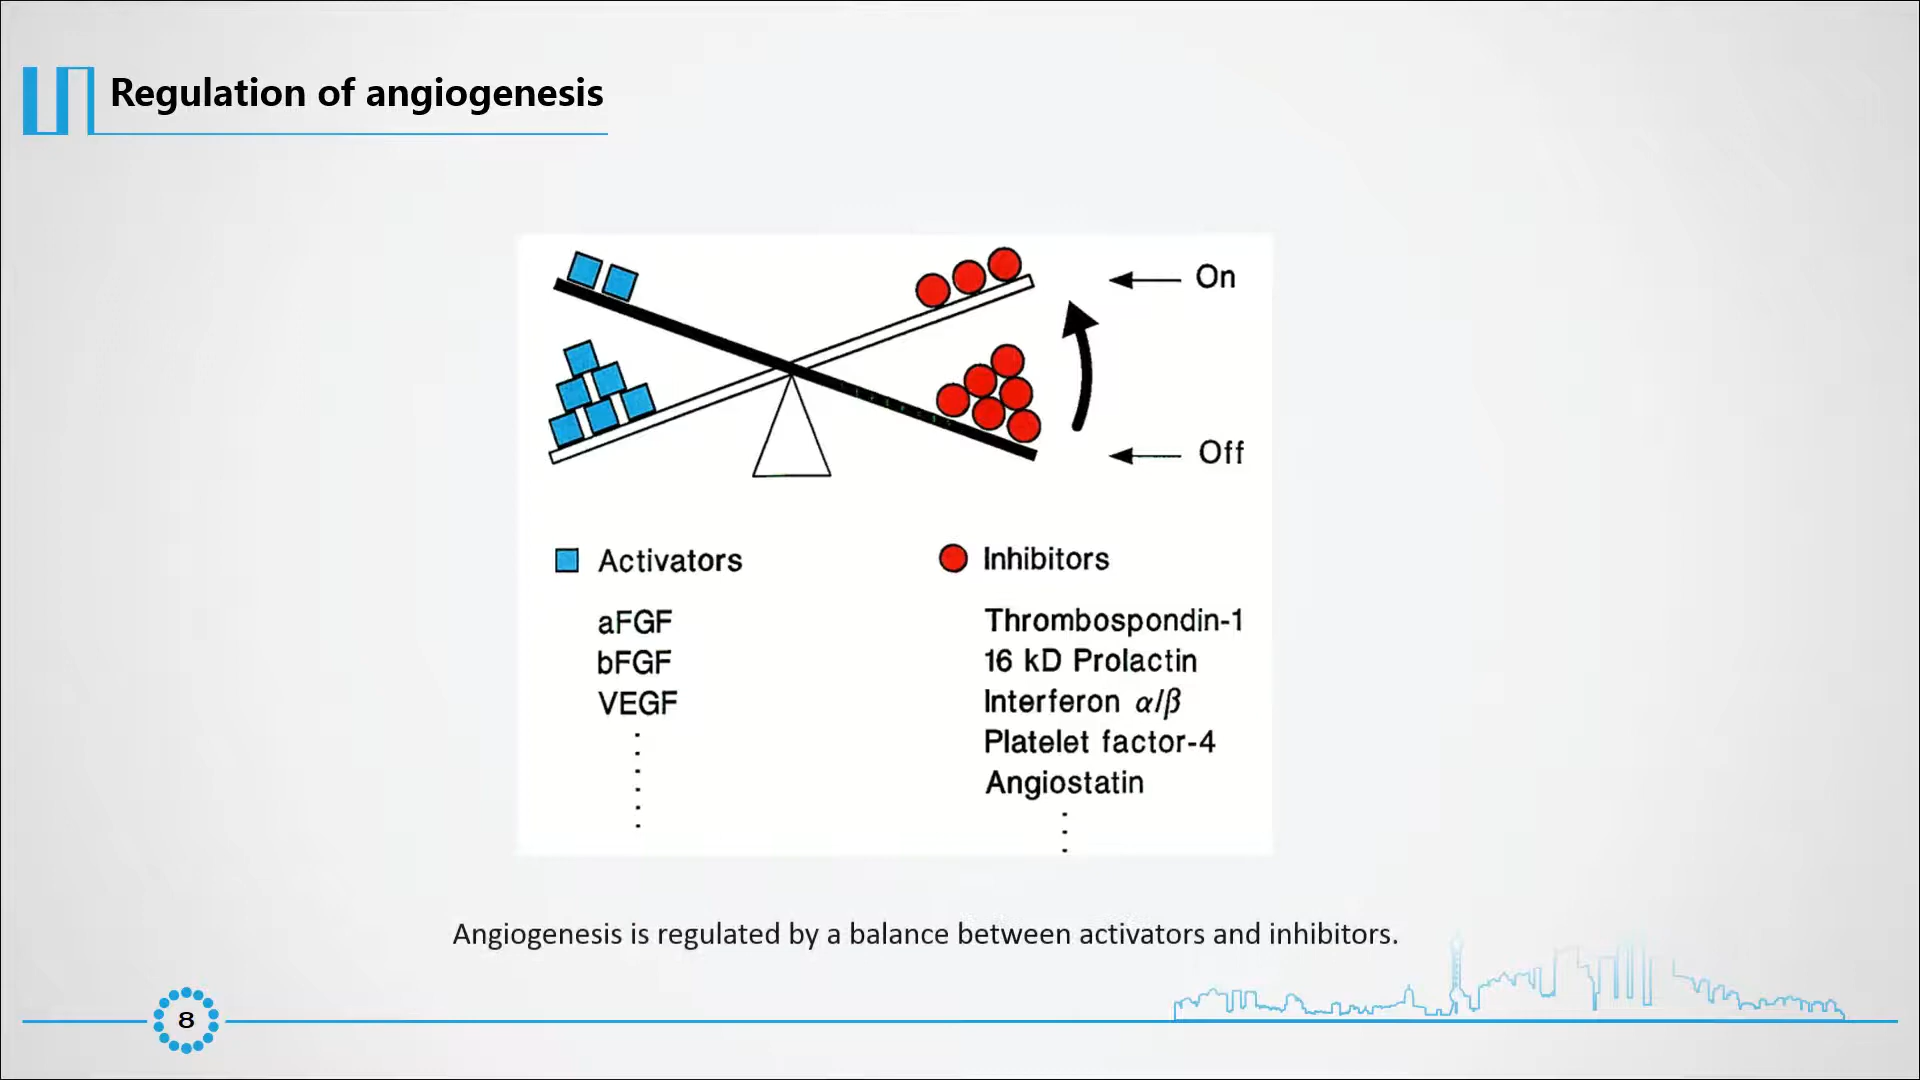 Regulation of angiogenesis
On
Off
Activators
aFGF
bFGF
VEGF
Inhibitors
Thrombospondin-1
16 kD Prolactin
Interferon α/β
Platelet factor-4
Angiostatin
Angiogenesis is regulated by a balance between activators and inhibitors.
8